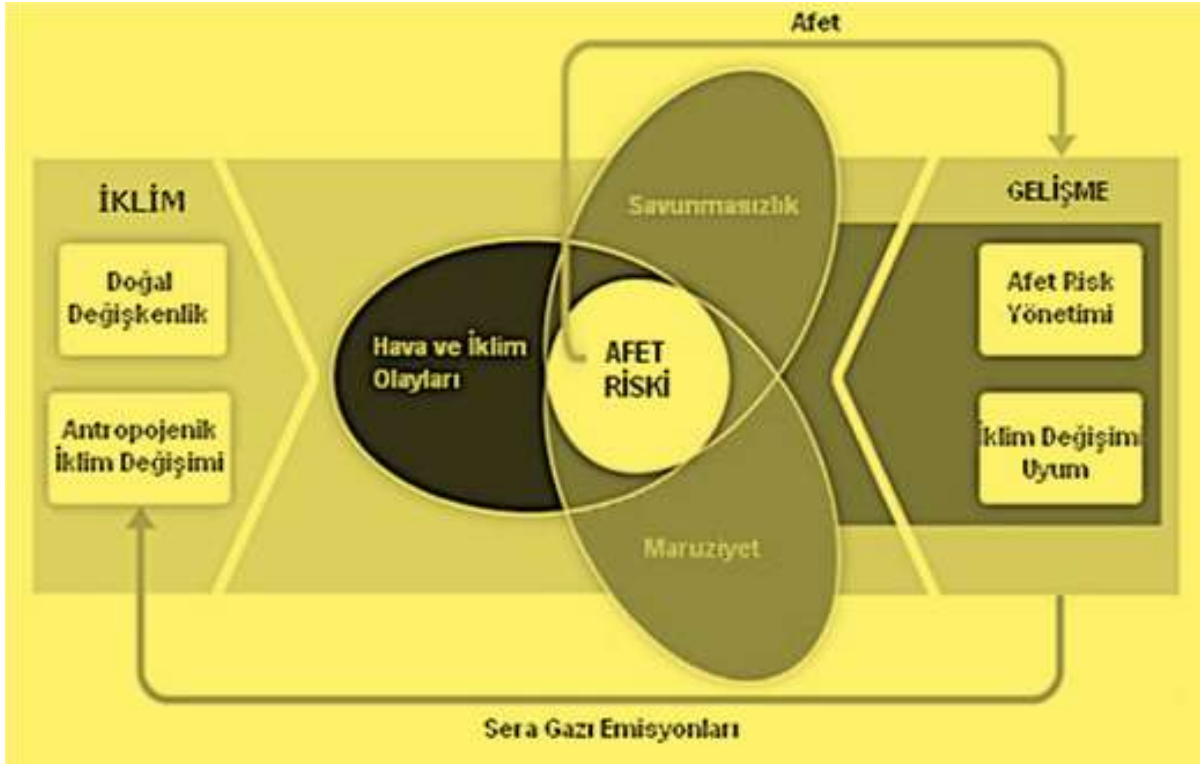 Afet
İKLİM
Doğal
Değişkenlik
Antropojenik
İklim Değişimi
Hava ve İklim
Olayları
Savunmasızlık
AFET
RİSKİ
Maruziyet
GELİŞME
Afet Risk
Yönetimi
İklim Değişimi
Uyum
Sera Gazı Emisyonları